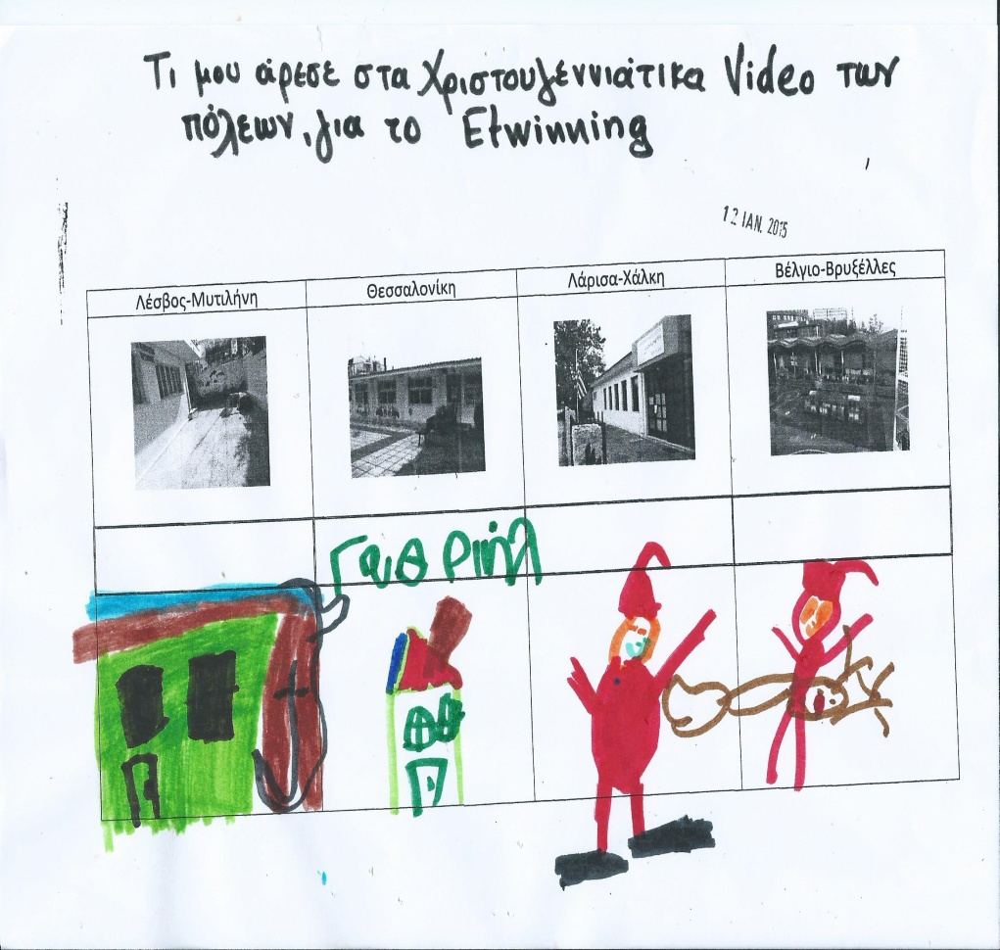 Τι μου άρεσε στα Χριστουγεννιάτικα Video των
πόλεων, για το Etwinning
12 ΙΑΝ. 2015
Λέσβος-Μυτιλήνη Θεσσαλονίκη Λάρισα-Χάλκη Βέλγιο-Βρυξέλλες